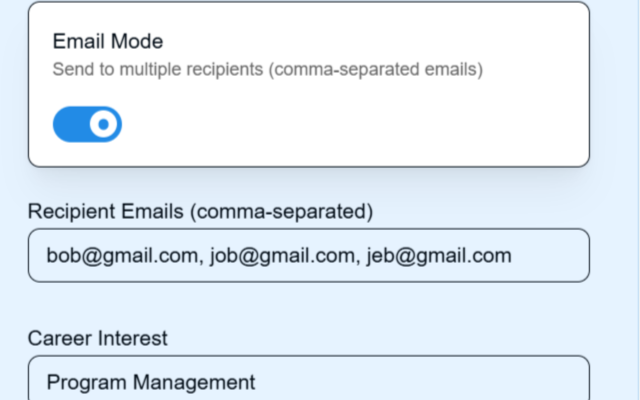 Email Mode
Send to multiple recipients (comma-separated emails)
Recipient Emails (comma-separated)
bob@gmail.com, job@gmail.com, jeb@gmail.com
Career Interest
Program Management